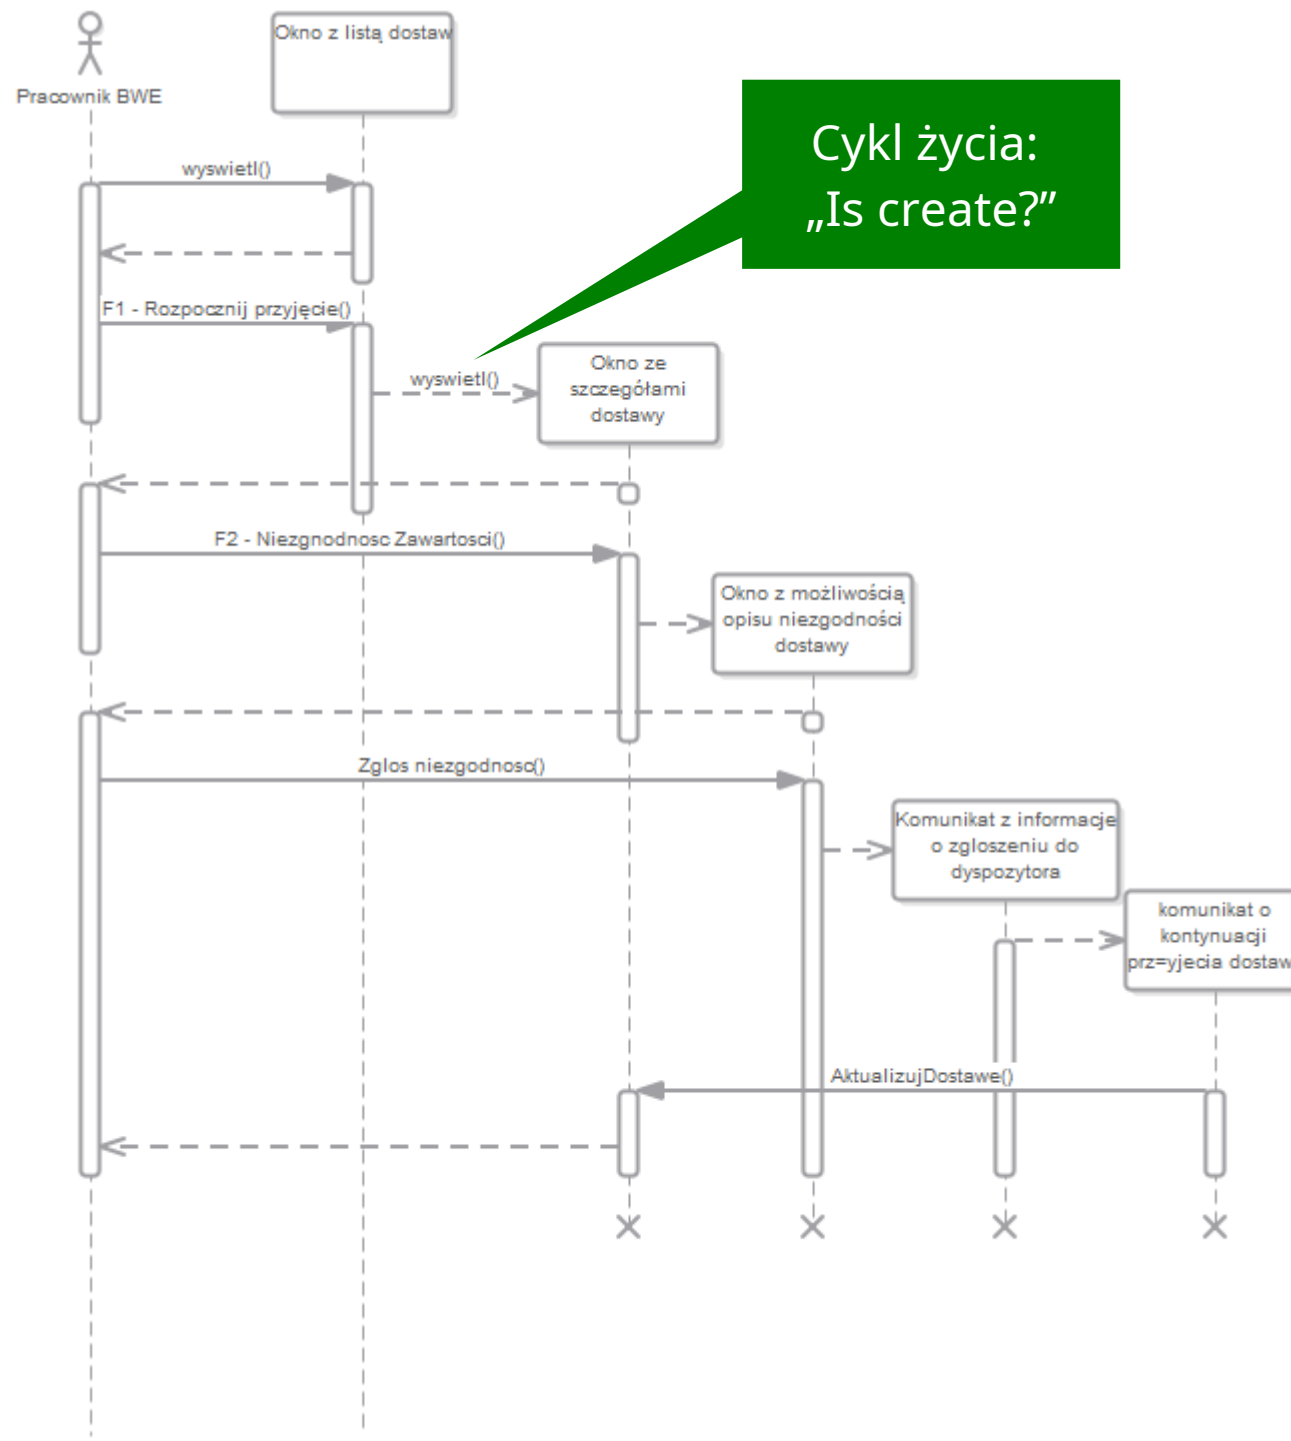 Okno z listą dostaw
Pracownik BWE
Cykl życia:
„Is create?”
wyswietl()
F1 - Rozpocznij przyjęcie()
wyswietl()
Okno ze
szczegółami
dostawy
F2 - Niezgnodnosc Zawartosci()
Okno z możliwością
opisu niezgodności
dostawy
Zglos niezgodnosc()
Komunikat z informacje
o zgloszeniu do
dyspozytora
komunikat o
kontynuacji
prz=yjecia dostaw
AktualizujDostawe()